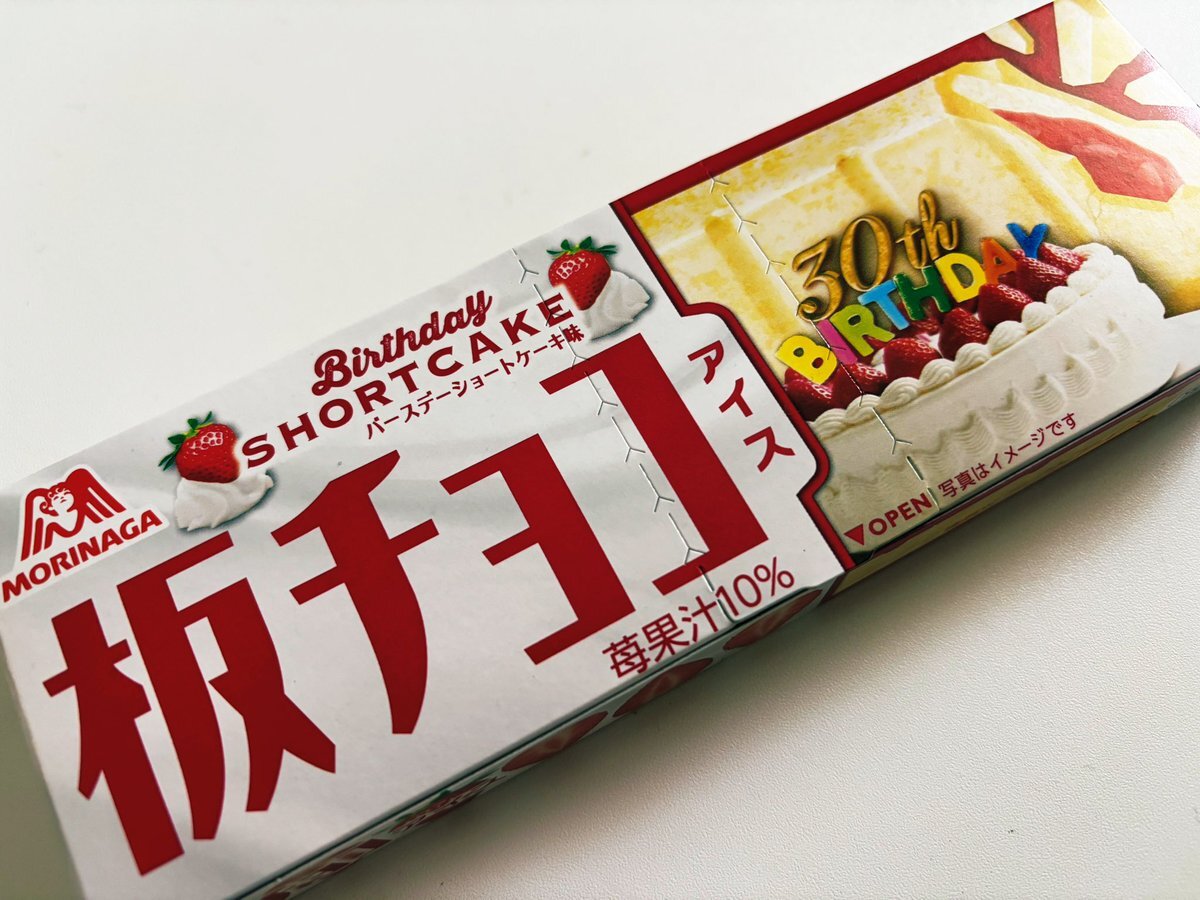 MORINAGA
Birthday
SHORTCAKE
バースデーショートケーキ味
板チョコ
アイス
苺果汁10%
30th
BIRTHDAY
▼OPEN
写真はイメージです